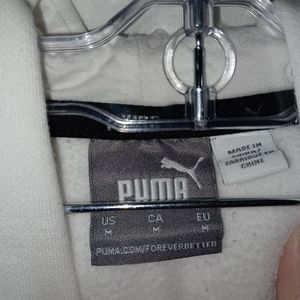 MADE IN
CHINA/
FABRIQUÉ EN
CHINE
PUMA
US CA EU
M M M
PUMA.COM/FOREVERBETTER